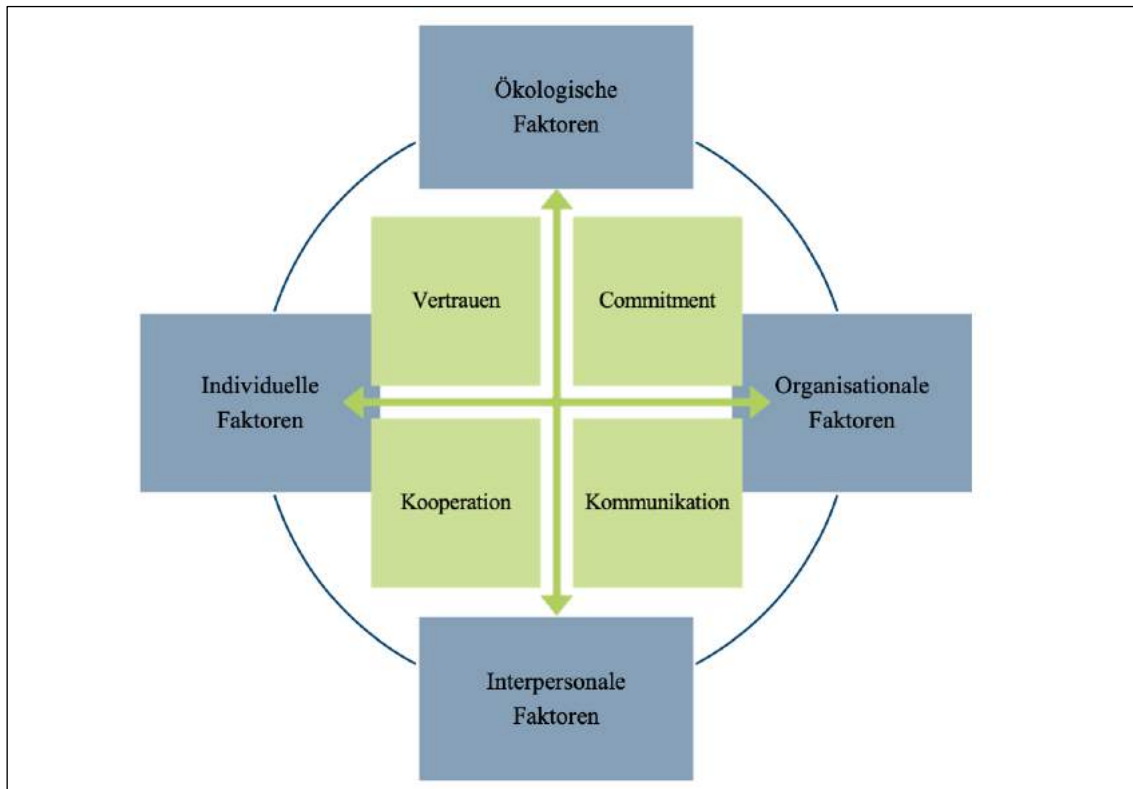 Ökologische
Faktoren
Vertrauen
Commitment
Individuelle
Faktoren
Organisationale
Faktoren
Kooperation
Kommunikation
Interpersonale
Faktoren